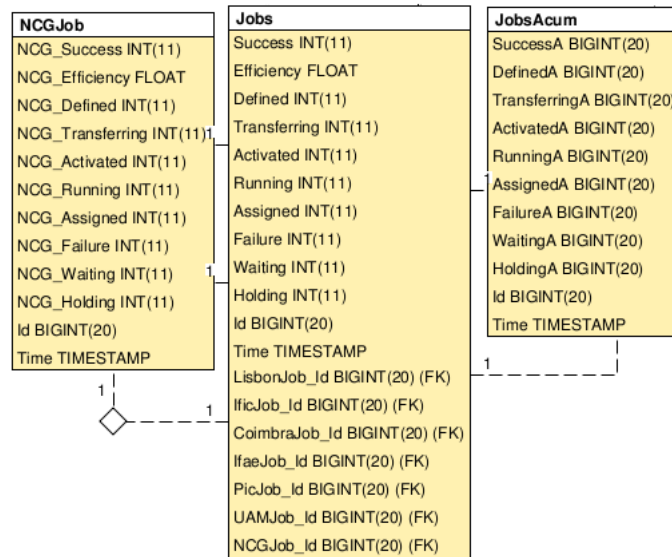 NCGJob
NCG_Success INT(11)
NCG_Efficiency FLOAT
NCG_Defined INT(11)
NCG_Transferring INT(11)
NCG_Activated INT(11)
NCG_Running INT(11)
NCG_Assigned INT(11)
NCG_Failure INT(11)
NCG_Waiting INT(11)
NCG_Holding INT(11)
Id BIGINT(20)
Time TIMESTAMP
1
1
1
1
Jobs
Success INT(11)
Efficiency FLOAT
Defined INT(11)
Transferring INT(11)
Activated INT(11)
Running INT(11)
Assigned INT(11)
Failure INT(11)
Waiting INT(11)
Holding INT(11)
Id BIGINT(20)
Time TIMESTAMP
LisbonJob_Id BIGINT(20) (FK)
IficJob_Id BIGINT(20) (FK)
CoimbraJob_Id BIGINT(20) (FK)
IfaeJob_Id BIGINT(20) (FK)
PicJob_Id BIGINT(20) (FK)
UAMJob_Id BIGINT(20) (FK)
NCGJob_Id BIGINT(20) (FK)
1
1
JobsAcum
SuccessA BIGINT(20)
DefinedA BIGINT(20)
TransferringA BIGINT(20)
ActivatedA BIGINT(20)
RunningA BIGINT(20)
AssignedA BIGINT(20)
FailureA BIGINT(20)
WaitingA BIGINT(20)
HoldingA BIGINT(20)
Id BIGINT(20)
Time TIMESTAMP